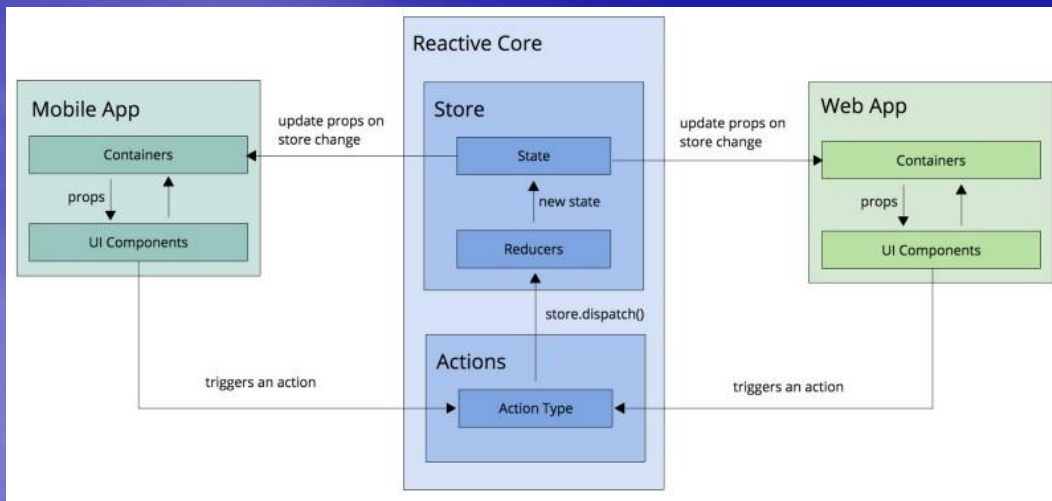 Reactive Core
Mobile App
Containers
props
UI Components
update props on
store change
Store
State
new state
Reducers
store.dispatch()
Actions
Action Type
triggers an action
update props on
store change
Web App
Containers
props
UI Components
triggers an action